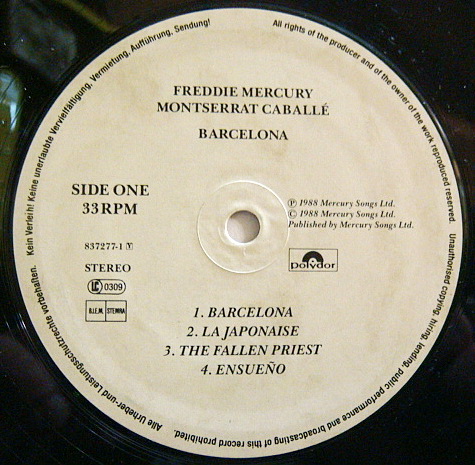 FREDDIE MERCURY
MONTSERRAT CABALLÉ
BARCELONA
SIDE ONE
33RPM
Ⓟ 1988 Mercury Songs Ltd.
© 1988 Mercury Songs Ltd.
Published by Mercury Songs Ltd.
837277-1 Y
STEREO
LC 0309
B.I.E.M. STEMRA
polydor
1. BARCELONA
2. LA JAPONAISE
3. THE FALLEN PRIEST
4. ENSUEÑO
All rights of the producer and of the owner of the work reproduced reserved. Unauthorised copying, hiring, lending, public performance and broadcasting of this record prohibited.
Alle Urheber-und Leistungsschutzrechte vorbehalten. Kein Verleih! Keine unerlaubte Vervielfältigung, Vermietung, Aufführung, Sendung!